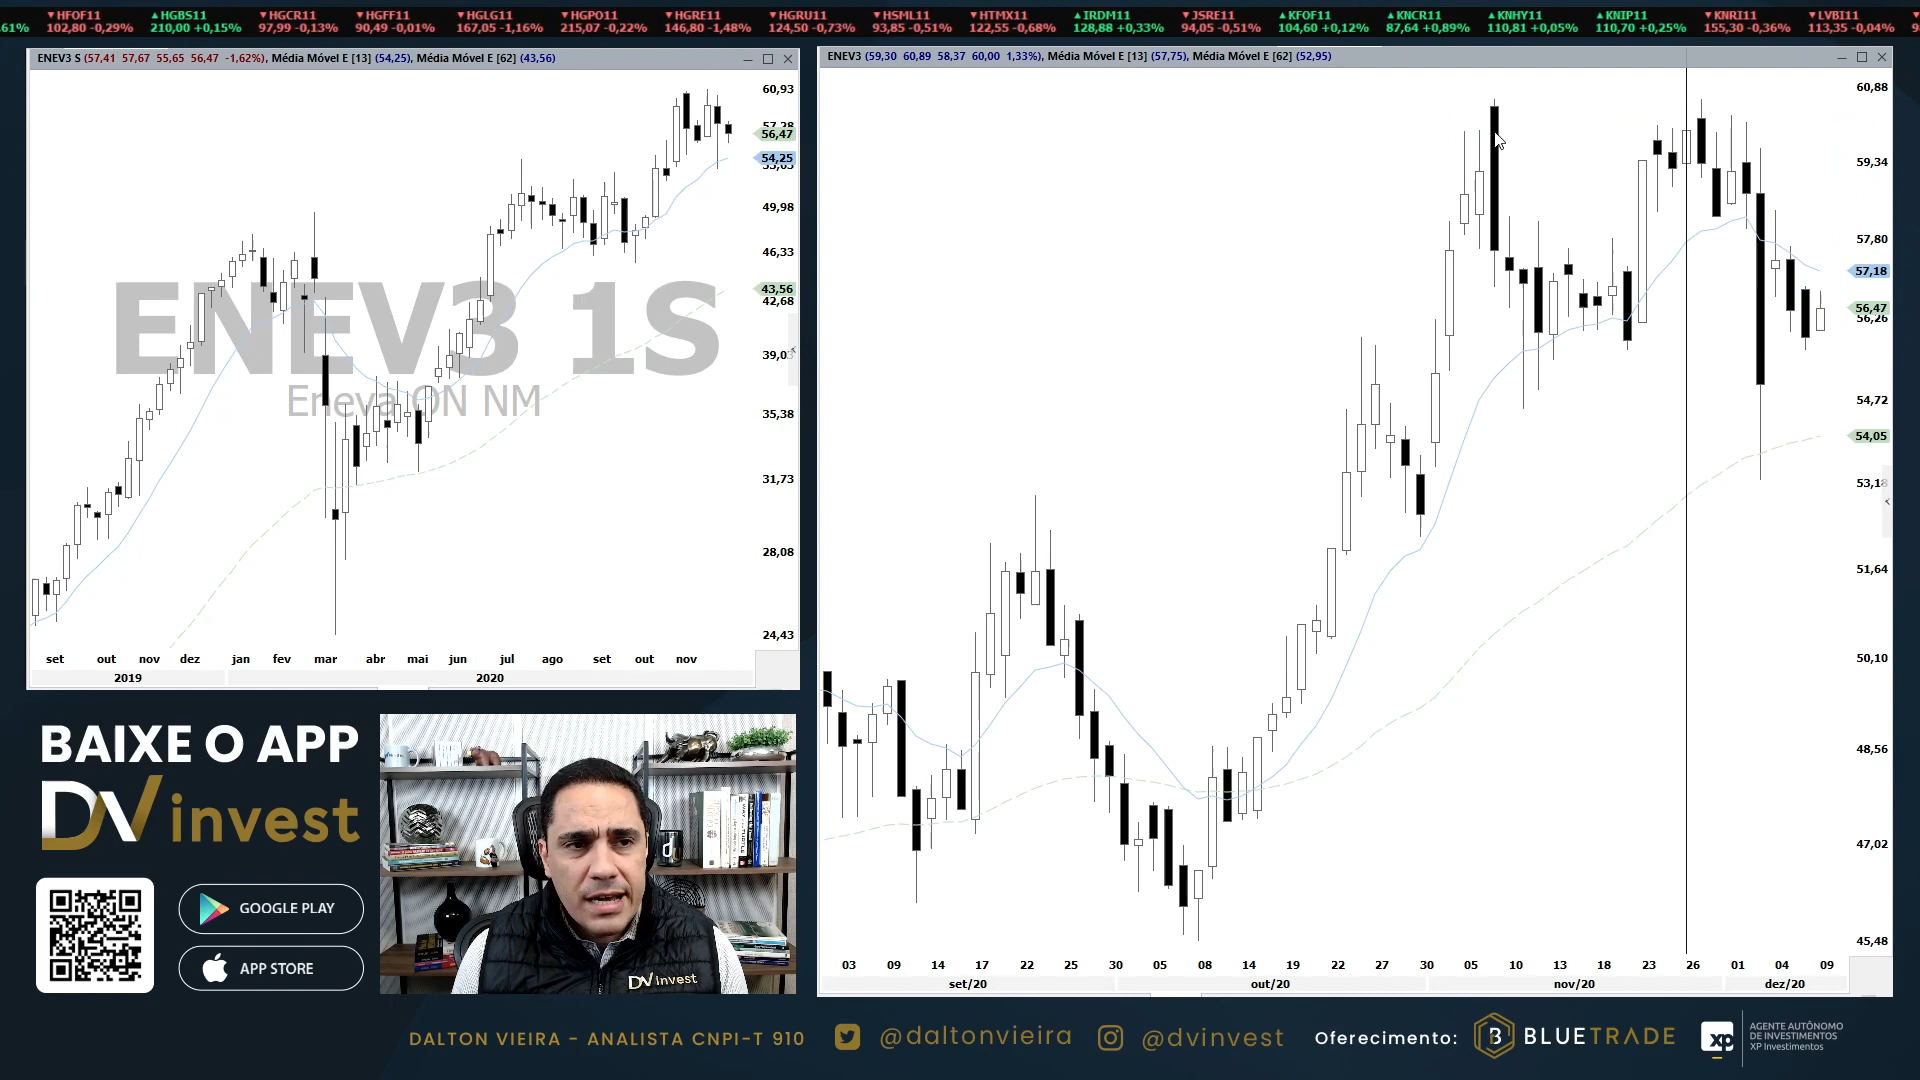 ,61%
▼HFOF11 ▲HGBS11 ▼HGCR11 ▼HGFF11 ▼HGLG11 ▼HGPO11 ▼HGRE11 ▼HGRU11 ▼HSML11 ▼HTMX11 ▲IRDM11 ▼JSRE11 ▲KFOF11 ▲KNCR11 ▲KNHY11 ▲KNIP11 ▼KNRI11 ▼LVBI11
102,80 -0,29% 210,00 +0,15% 97,99 -0,13% 90,49 -0,01% 167,05 -1,16% 215,07 -0,22% 146,80 -1,48% 124,50 -0,73% 93,85 -0,51% 122,55 -0,68% 128,88 +0,33% 94,05 -0,51% 104,60 +0,12% 87,64 +0,89% 110,81 +0,05% 110,70 +0,25% 155,30 -0,36% 113,35 -0,04%
ENEV3 S (57,41 57,67 55,65 56,47 -1,62%), Média Móvel E [13] (54,25), Média Móvel E [62] (43,56)
60,93
57,28
56,47
54,25
53,63
49,98
46,33
43,56
42,68
39,03
35,38
31,73
28,08
24,43
ENEV3 1S
Eneva ON NM
set out nov dez jan fev mar abr mai jun jul ago set out nov
2019 2020
ENEV3 (59,30 60,89 58,37 60,00 1,33%), Média Móvel E [13] (57,75), Média Móvel E [62] (52,95)
60,88
59,34
57,80
57,18
56,47
56,26
54,72
54,05
53,18
51,64
50,10
48,56
47,02
45,48
03 09 14 17 22 25 30 05 08 14 19 22 27 30 05 10 13 18 23 26 01 04 09
set/20 out/20 nov/20 dez/20
BAIXE O APP
DV invest
GOOGLE PLAY
APP STORE
DV invest
DALTON VIEIRA - ANALISTA CNPI-T 910
@daltonvieira
@dvinvest
Oferecimento:
BLUETRADE
xp
AGENTE AUTÔNOMO
DE INVESTIMENTOS
XP Investimentos